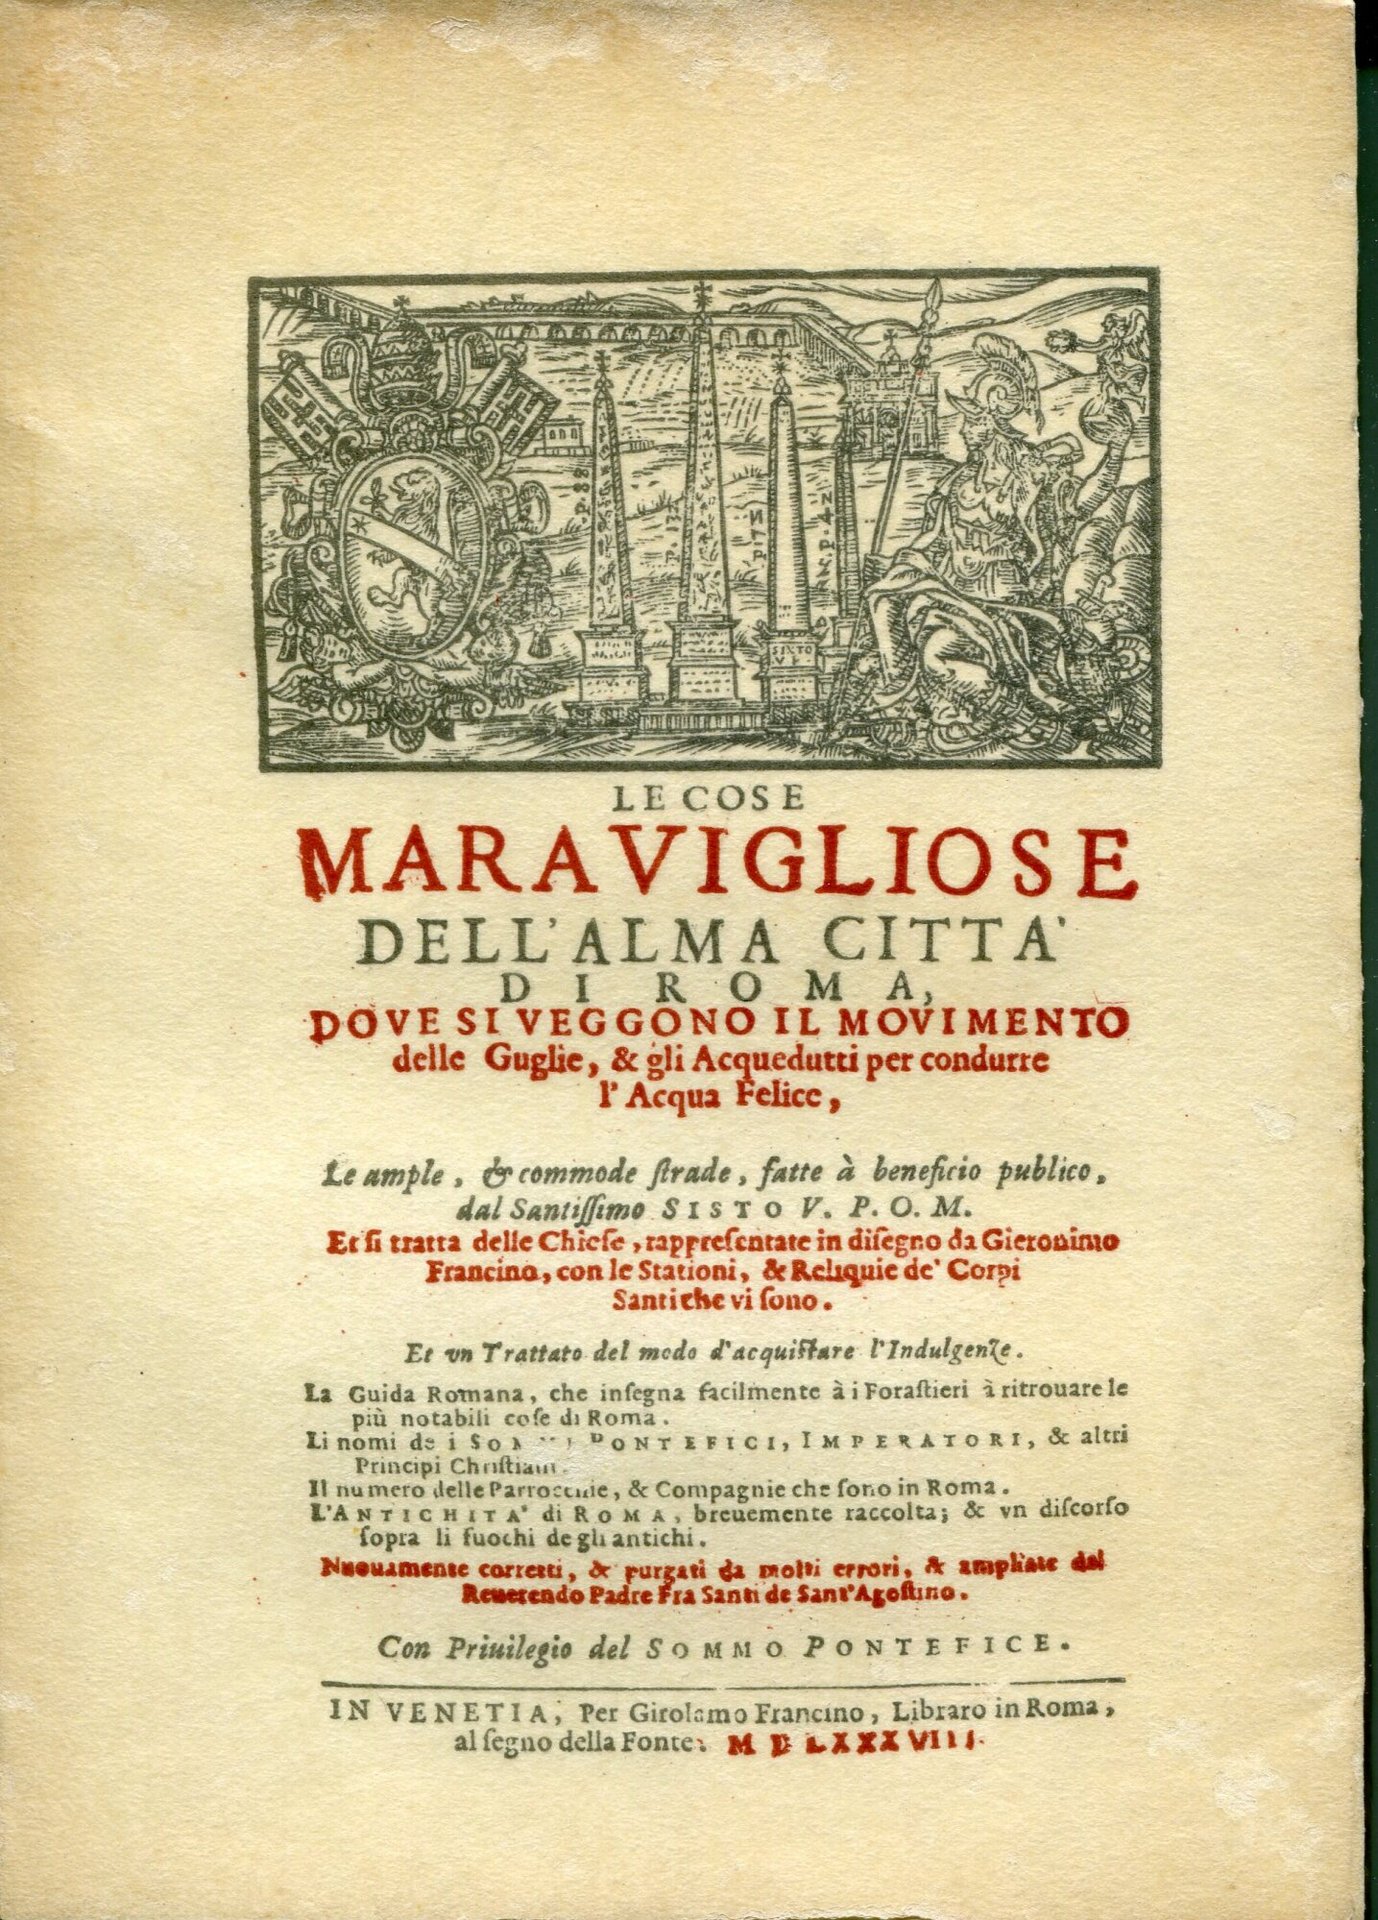 p. 88
p. 42
SIXTO
V
LE COSE
MARAVIGLIOSE
DELL'ALMA CITTA'
DI ROMA,
DOVE SI VEGGONO IL MOVIMENTO
delle Guglie, & gli Acquedutti per condurre
l'Acqua Felice,
Le ample, & commode ſtrade, fatte à beneficio publico,
dal Santiſſimo SISTO V. P. O. M.
Et ſi tratta delle Chieſe, rappreſentate in diſegno da Gieronimo
Francino, con le Stationi, & Reliquie de' Corpi
Santi che vi ſono.
Et vn Trattato del modo d'acquiſtare l'Indulgenze.
La Guida Romana, che inſegna facilmente à i Foraſtieri à ritrouare le
più notabili coſe di Roma.
Li nomi de i SOMMI PONTEFICI, IMPERATORI, & altri
Principi Chriſtiani.
Il numero delle Parrocchie, & Compagnie che ſono in Roma.
L'ANTICHITA' di ROMA, breuemente raccolta; & vn diſcorſo
ſopra li fuochi de gli antichi.
Nuouamente corretti, & purgati da molti errori, & ampliate dal
Reuerendo Padre Fra Santi de Sant'Agoſtino.
Con Priuilegio del SOMMO PONTEFICE.
IN VENETIA, Per Girolamo Francino, Libraro in Roma,
al ſegno della Fonte. MDLXXXVIII.